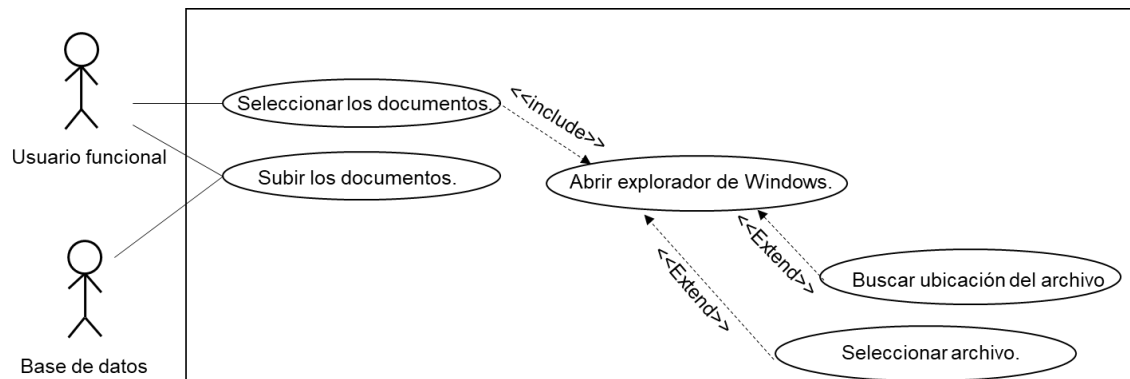 Seleccionar los documentos.
<<include>>
Usuario funcional
Subir los documentos.
Abrir explorador de Windows.
<<Extend>>
<<Extend>>
Buscar ubicación del archivo
Seleccionar archivo.
Base de datos